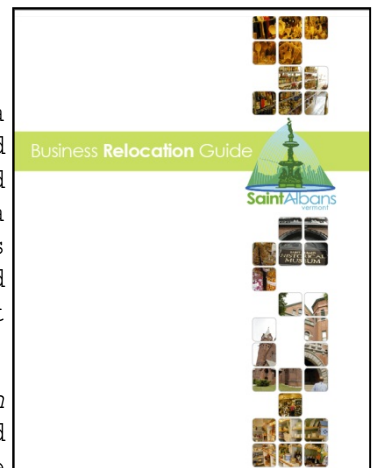 Business Relocation Guide
SaintAlbans
vermont
HISTORICAL
MUSEUM